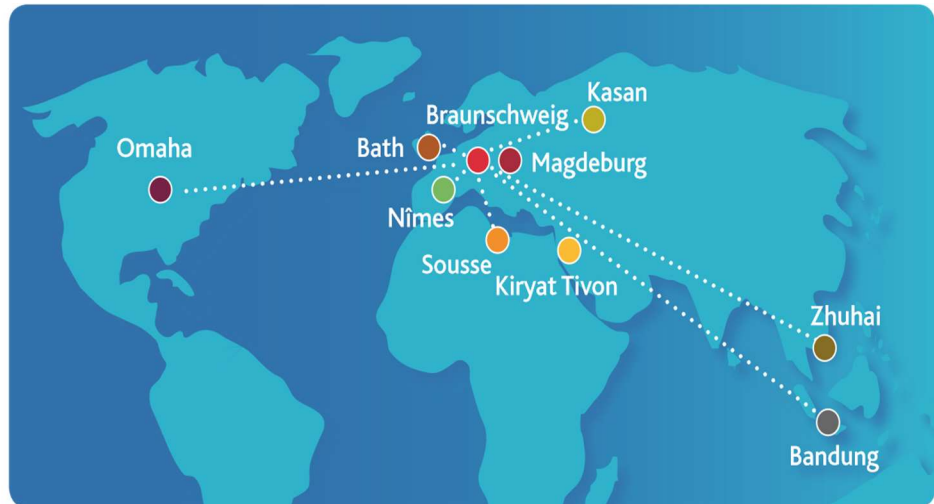 Kasan
Braunschweig
Omaha
Bath
Magdeburg
Nîmes
Sousse
Kiryat Tivon
Zhuhai
Bandung